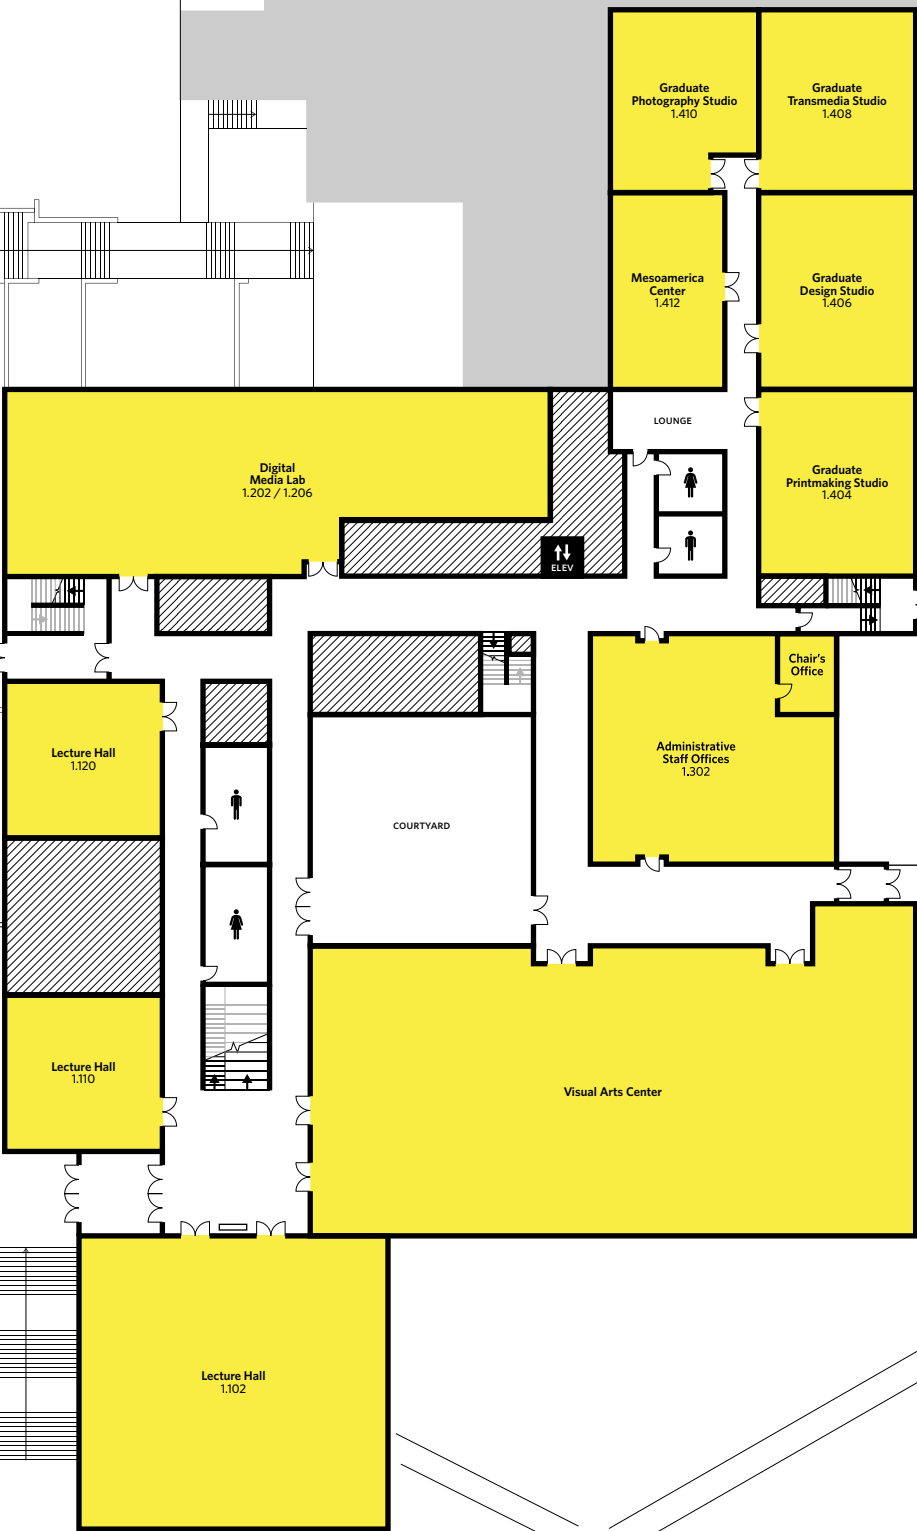 Graduate
Photography Studio
1.410
Graduate
Transmedia Studio
1.408
Mesoamerica
Center
1.412
Graduate
Design Studio
1.406
LOUNGE
Digital
Media Lab
1.202 / 1.206
Graduate
Printmaking Studio
1.404
ELEV
Chair's
Office
Lecture Hall
1.120
Administrative
Staff Offices
1.302
COURTYARD
Lecture Hall
1.110
Visual Arts Center
Lecture Hall
1.102